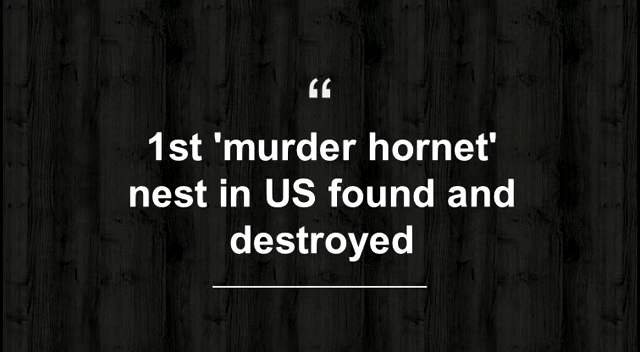 “
1st 'murder hornet'
nest in US found and
destroyed